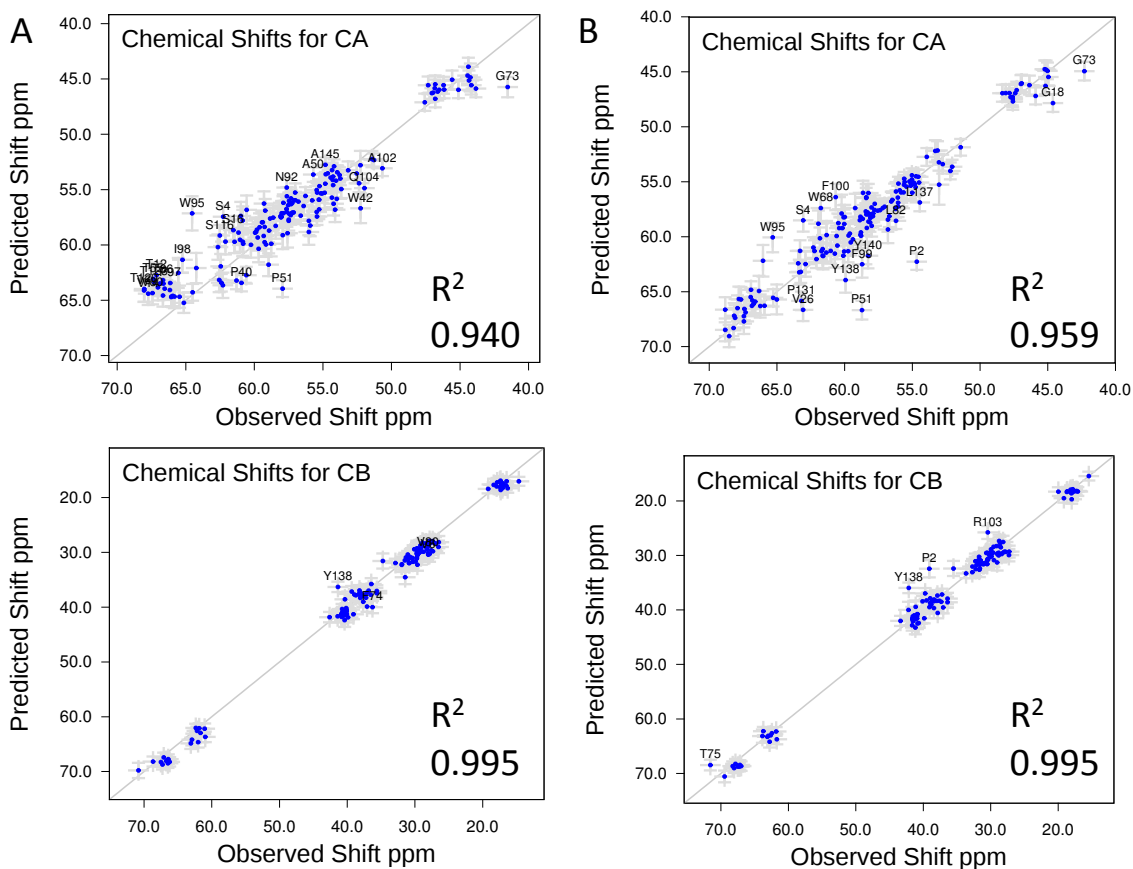 A
Chemical Shifts for CA
Predicted Shift ppm
40.0
45.0
50.0
55.0
60.0
65.0
70.0
G73
A145
A50
A102
N92
Q104
W42
W95
S4
S16
S116
I98
T12
P40
P51
R2
0.940
70.0 65.0 60.0 55.0 50.0 45.0 40.0
Observed Shift ppm
B
Chemical Shifts for CA
Predicted Shift ppm
40.0
45.0
50.0
55.0
60.0
65.0
70.0
G73
G18
F100
W68
L137
S4
L82
W95
Y140
F99
P2
Y138
P131
V26
P51
R2
0.959
70.0 65.0 60.0 55.0 50.0 45.0 40.0
Observed Shift ppm
Chemical Shifts for CB
Predicted Shift ppm
20.0
30.0
40.0
50.0
60.0
70.0
Y138
R2
0.995
70.0 60.0 50.0 40.0 30.0 20.0
Observed Shift ppm
Chemical Shifts for CB
Predicted Shift ppm
20.0
30.0
40.0
50.0
60.0
70.0
R103
P2
Y138
T75
R2
0.995
70.0 60.0 50.0 40.0 30.0 20.0
Observed Shift ppm